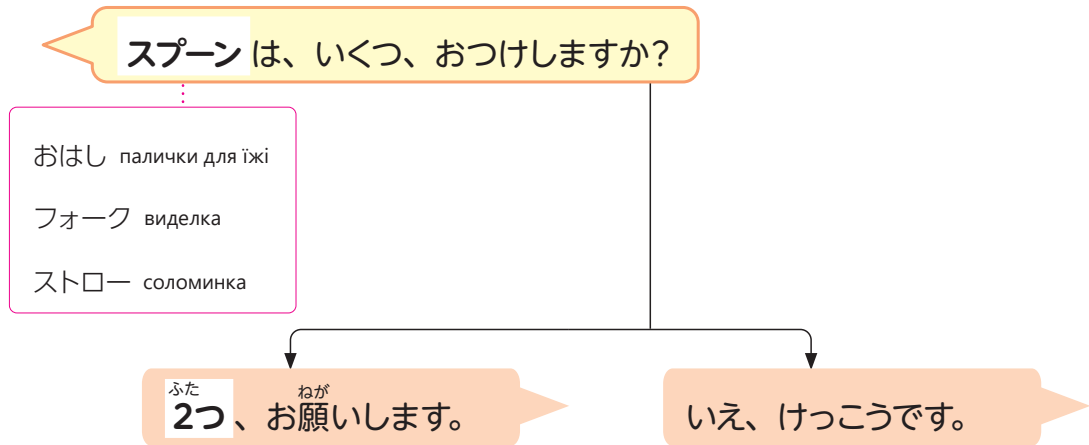 スプーンは、いくつ、おつけしますか?
おはし палички для їжі
フォーク виделка
ストロー соломинка
ふた ねが
2つ、お願いします。
いえ、けっこうです。